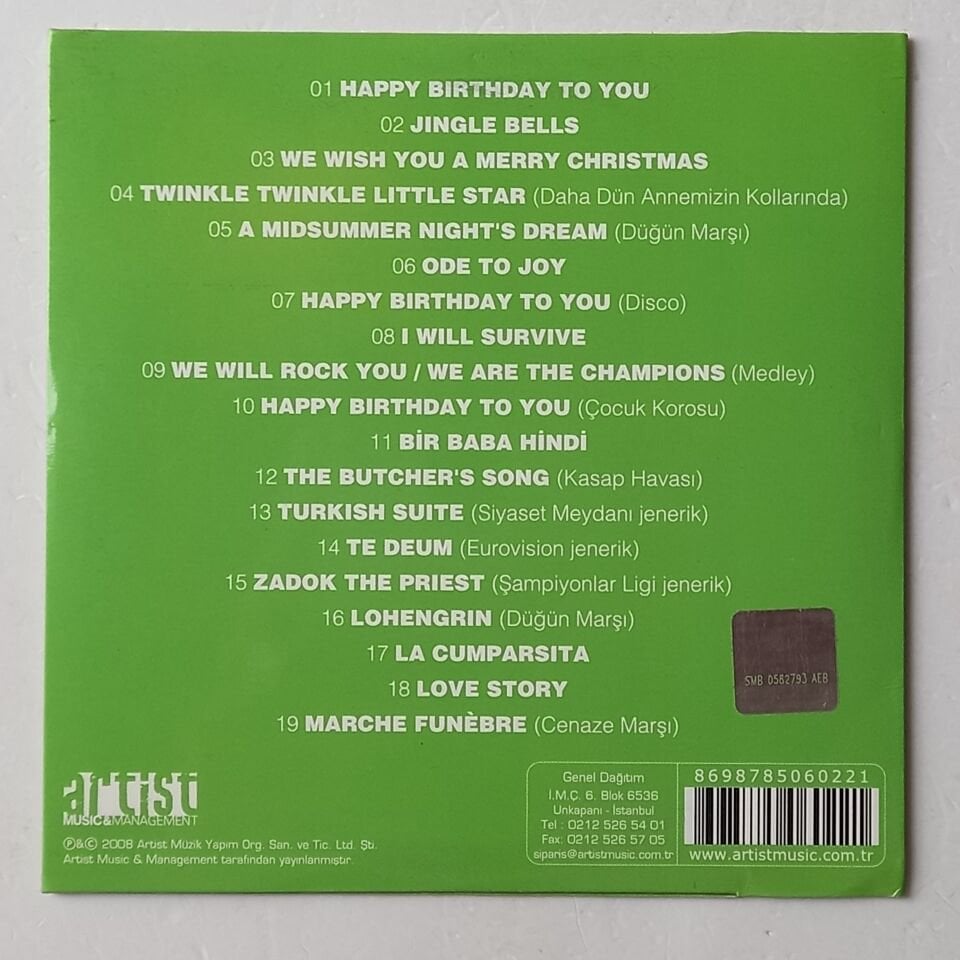 01 HAPPY BIRTHDAY TO YOU
02 JINGLE BELLS
03 WE WISH YOU A MERRY CHRISTMAS
04 TWINKLE TWINKLE LITTLE STAR (Daha Dün Annemizin Kollarında)
05 A MIDSUMMER NIGHT'S DREAM (Düğün Marşı)
06 ODE TO JOY
07 HAPPY BIRTHDAY TO YOU (Disco)
08 I WILL SURVIVE
09 WE WILL ROCK YOU / WE ARE THE CHAMPIONS (Medley)
10 HAPPY BIRTHDAY TO YOU (Çocuk Korosu)
11 BİR BABA HİNDİ
12 THE BUTCHER'S SONG (Kasap Havası)
13 TURKISH SUITE (Siyaset Meydanı jenerik)
14 TE DEUM (Eurovision jenerik)
15 ZADOK THE PRIEST (Şampiyonlar Ligi jenerik)
16 LOHENGRIN (Düğün Marşı)
17 LA CUMPARSITA
18 LOVE STORY
19 MARCHE FUNÈBRE (Cenaze Marşı)
SMB 0582793 AEB
artist
MUSIC&MANAGEMENT
℗&© 2008 Artist Müzik Yapım Org. San. ve Tic. Ltd. Şti.
Artist Music & Management tarafından yayınlanmıştır.
Genel Dağıtım
İ.M.Ç. 6. Blok 6536
Unkapanı - İstanbul
Tel : 0212 526 54 01
Fax: 0212 526 57 05
siparis@artistmusic.com.tr
8698785060221
www.artistmusic.com.tr